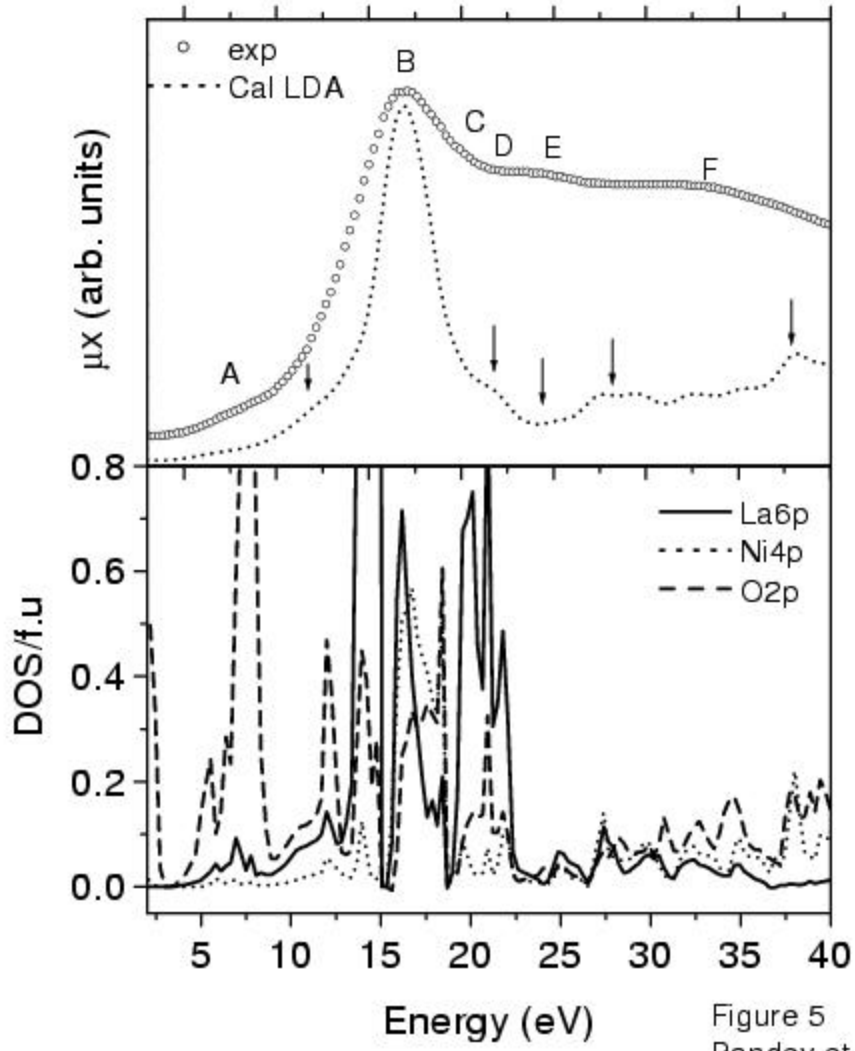 exp
Cal LDA
A
B
C
D
E
F
μx (arb. units)
0.8
0.6
0.4
0.2
0.0
DOS/f.u
La6p
Ni4p
O2p
5 10 15 20 25 30 35 40
Energy (eV)
Figure 5